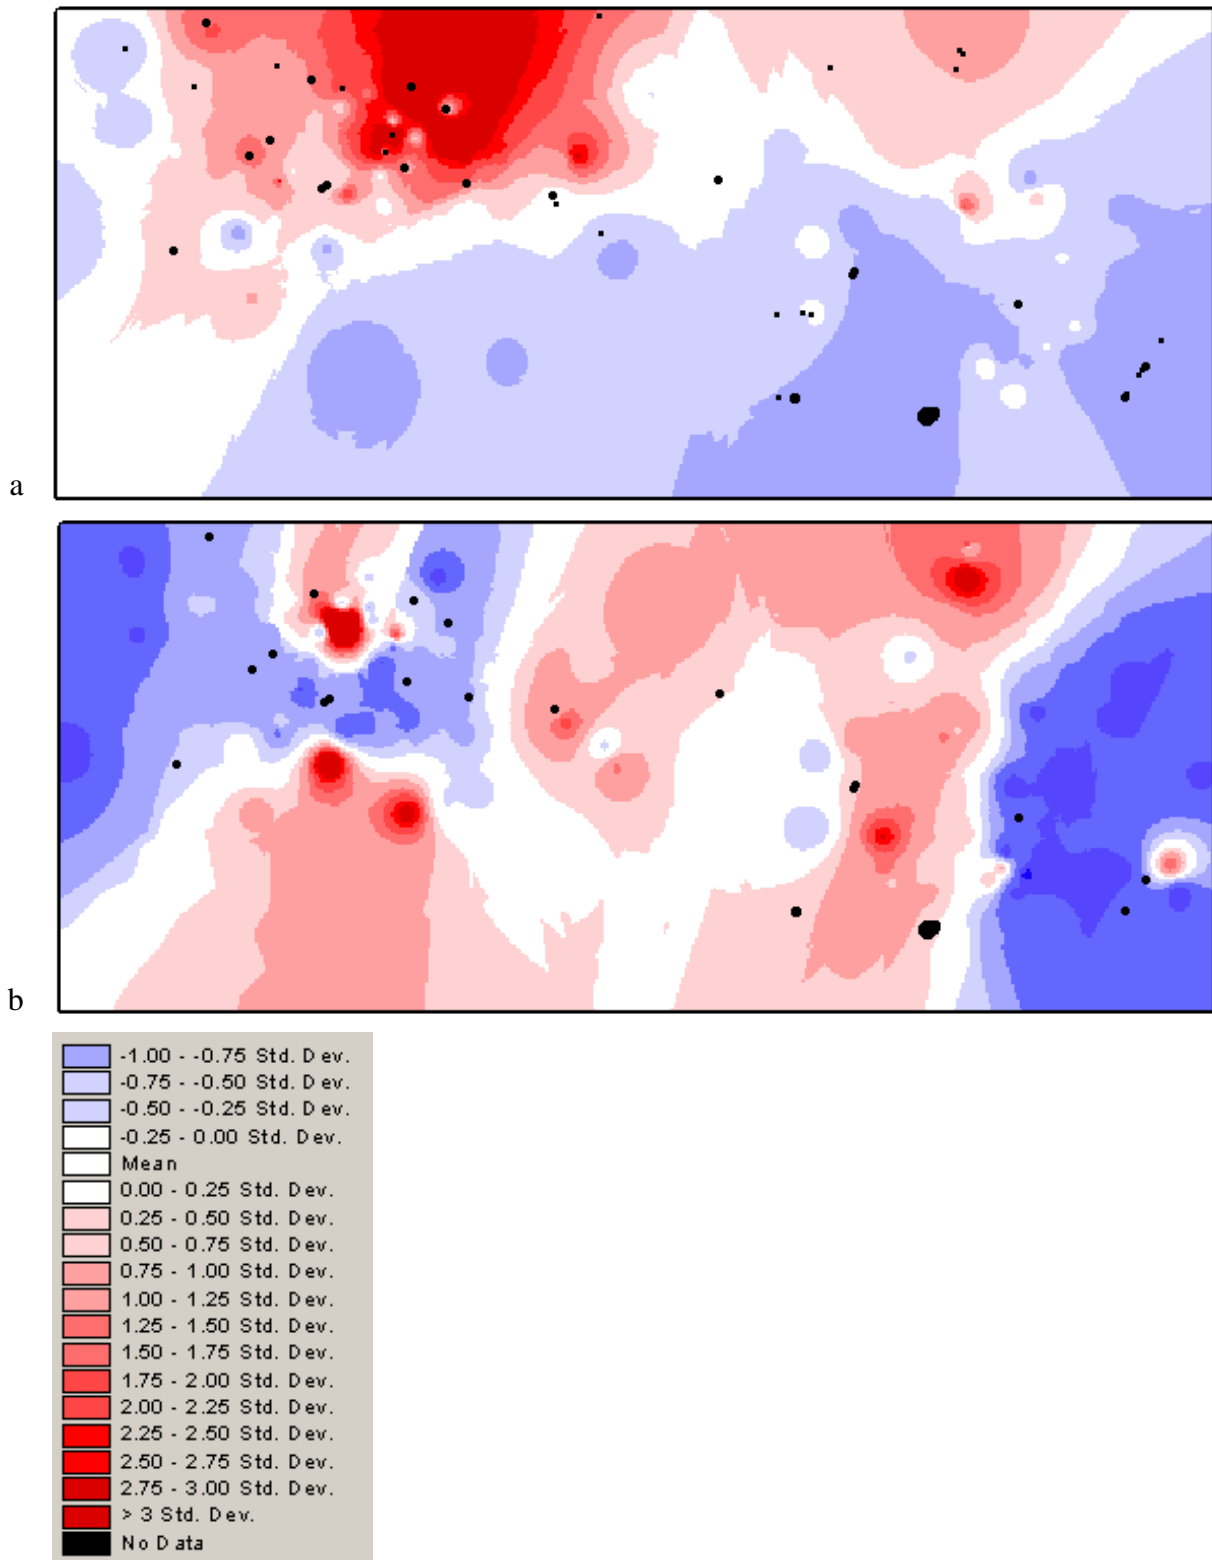 a
b
-1.00 - -0.75 Std. Dev.
-0.75 - -0.50 Std. Dev.
-0.50 - -0.25 Std. Dev.
-0.25 - 0.00 Std. Dev.
Mean
0.00 - 0.25 Std. Dev.
0.25 - 0.50 Std. Dev.
0.50 - 0.75 Std. Dev.
0.75 - 1.00 Std. Dev.
1.00 - 1.25 Std. Dev.
1.25 - 1.50 Std. Dev.
1.50 - 1.75 Std. Dev.
1.75 - 2.00 Std. Dev.
2.00 - 2.25 Std. Dev.
2.25 - 2.50 Std. Dev.
2.50 - 2.75 Std. Dev.
2.75 - 3.00 Std. Dev.
> 3 Std. Dev.
No Data